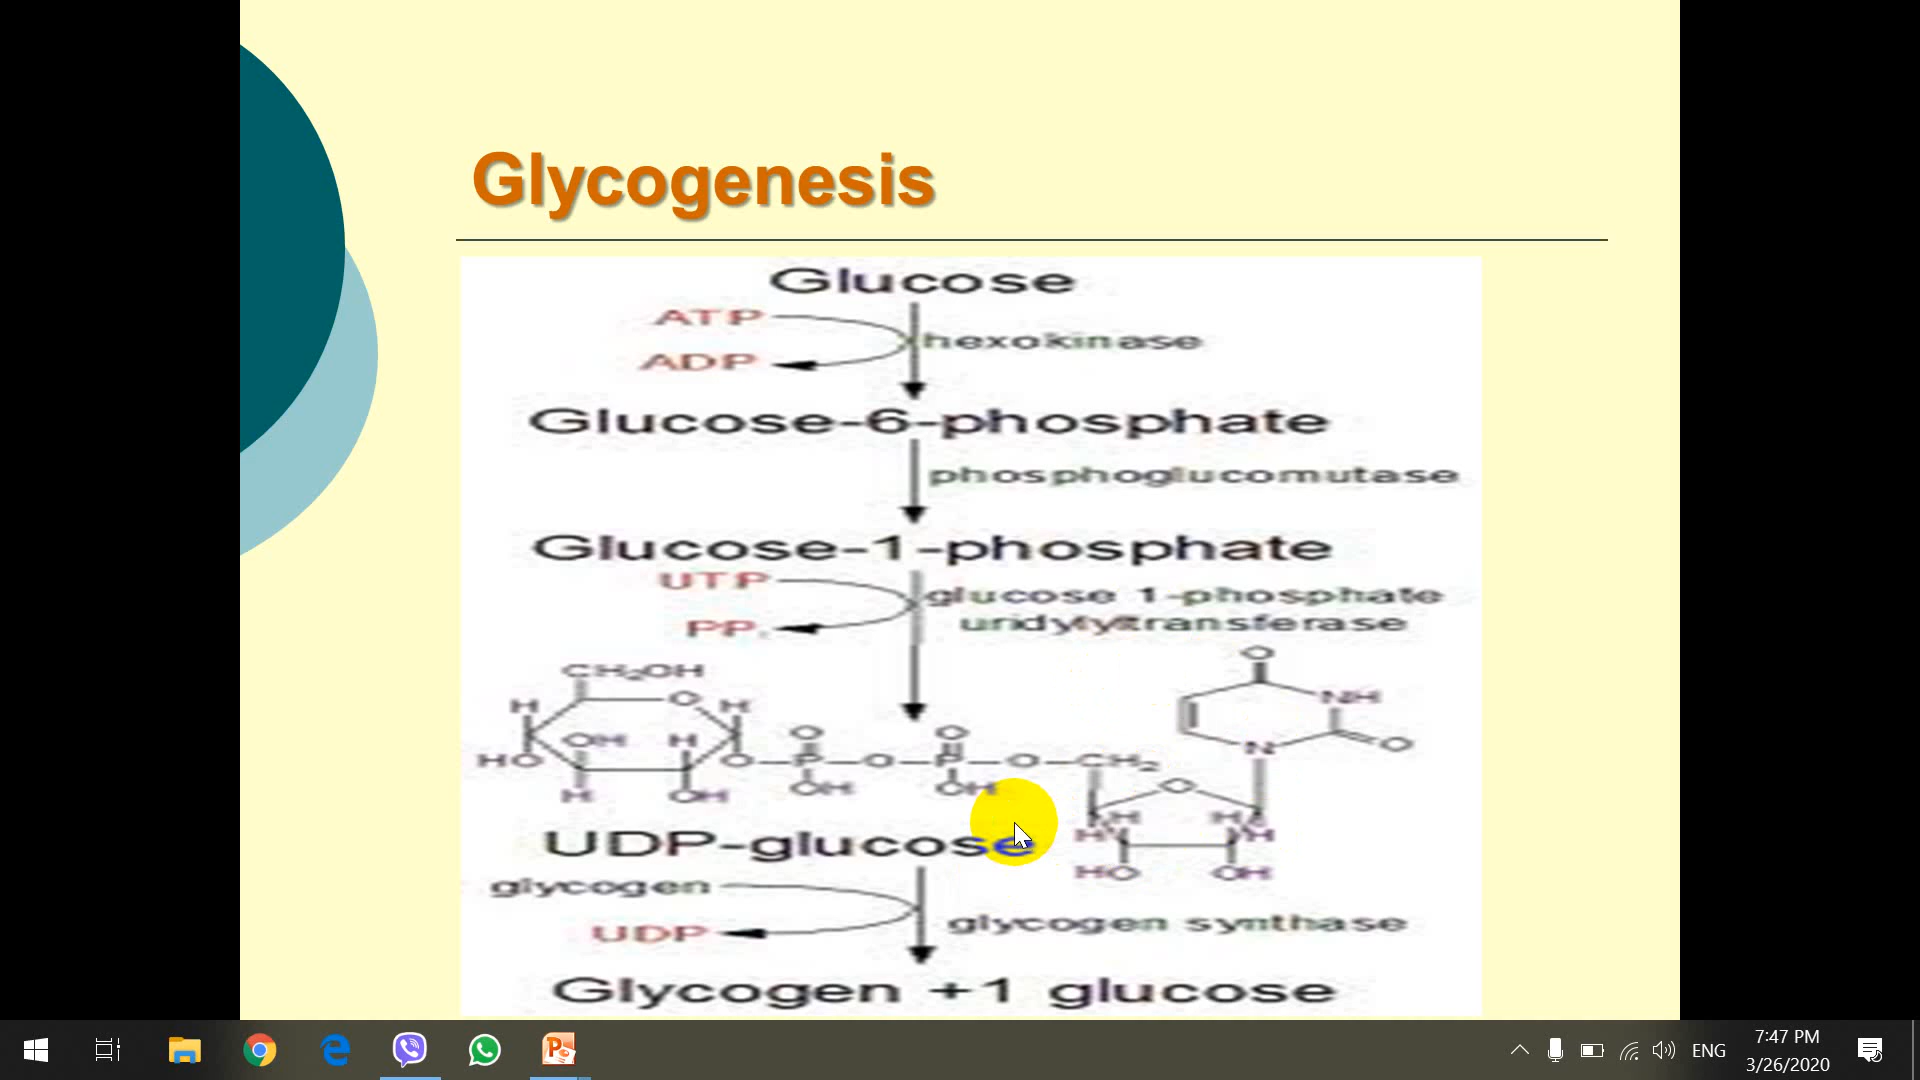 Glycogenesis
Glucose
ATP
hexokinase
ADP
Glucose-6-phosphate
phosphoglucomutase
Glucose-1-phosphate
UTP
glucose 1-phosphate
uridylyltransferase
PPi
O
CH2OH
NH
H O H
OH H O O N O
HO O—P—O—P—O—CH2
OH OH O
H OH
H H H H
UDP-glucose
HO OH
glycogen
glycogen synthase
UDP
Glycogen +1 glucose
ENG
7:47 PM
3/26/2020